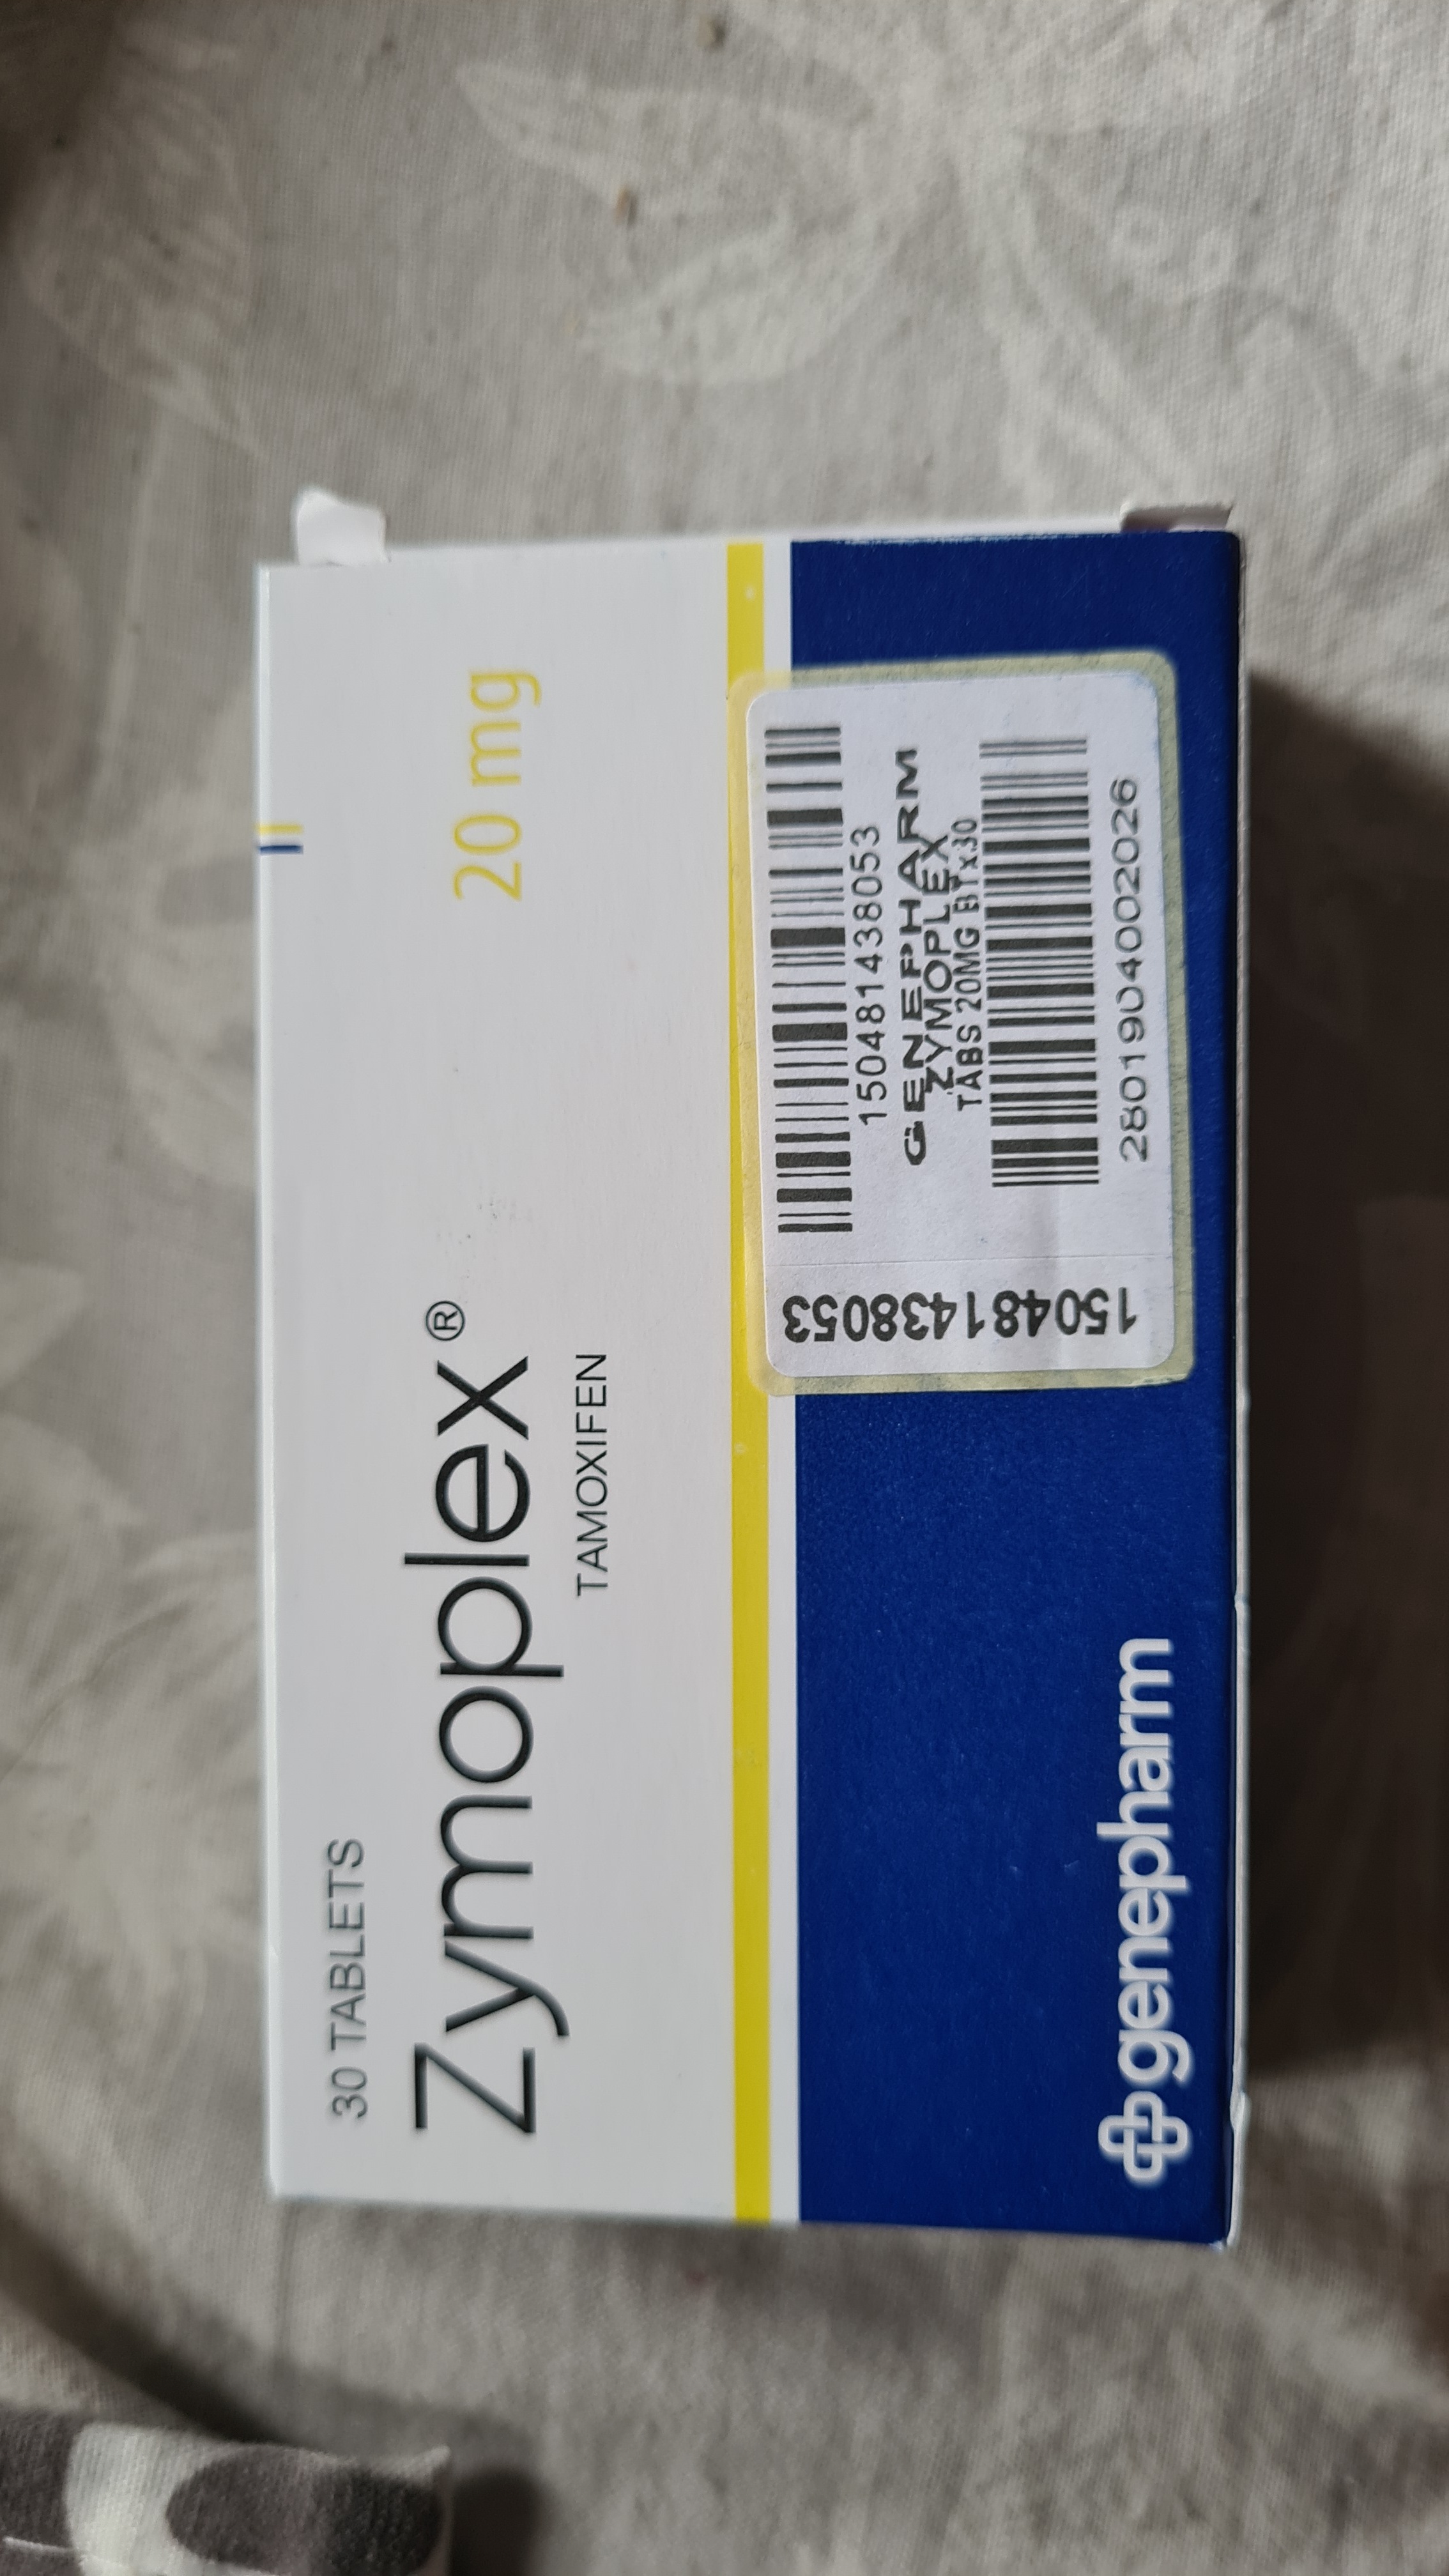 30 TABLETS
Zymoplex®
20 mg
TAMOXIFEN
150481438053
GENEPHARM
ZYMOPLEX
TABS 20MG BTx30
2801904002026
150481438053
genepharm